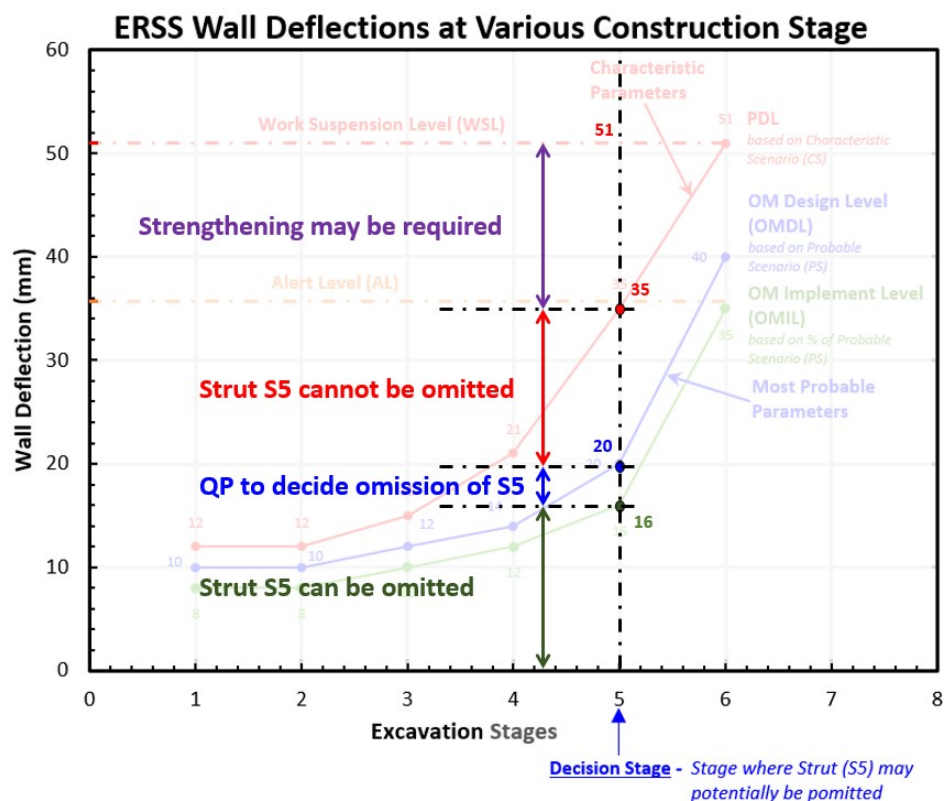 ERSS Wall Deflections at Various Construction Stage
60
50
40
30
20
10
0
Wall Deflection (mm)
Characteristic
Parameters
Work Suspension Level (WSL)
51
51
PDL
based on Characteristic
Scenario (CS)
Strengthening may be required
OM Design Level
(OMDL)
based on Probable
Scenario (PS)
40
Alert Level (AL)
35
35
OM Implement Level
(OMIL)
based on % of Probable
Scenario (PS)
35
Strut S5 cannot be omitted
Most Probable
Parameters
21
20
20
QP to decide omission of S5
14
16
16
12
12
12
10
10
12
Strut S5 can be omitted
8
8
0
1
2
3
4
5
6
7
8
Excavation Stages
Decision Stage - Stage where Strut (S5) may
potentially be pomitted